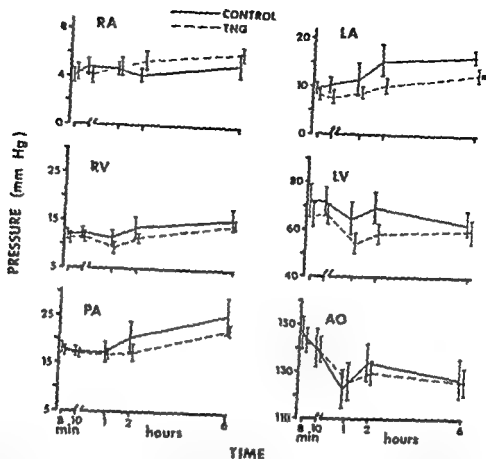 CONTROL
TNG
RA
8
4
0
LA
20
10
0
PRESSURE (mm Hg)
RV
25
15
5
LV
80
60
40
PA
25
15
5
AO
150
130
110
8 10 1 2 6
min hours
8 10 1 2 6
min hours
TIME